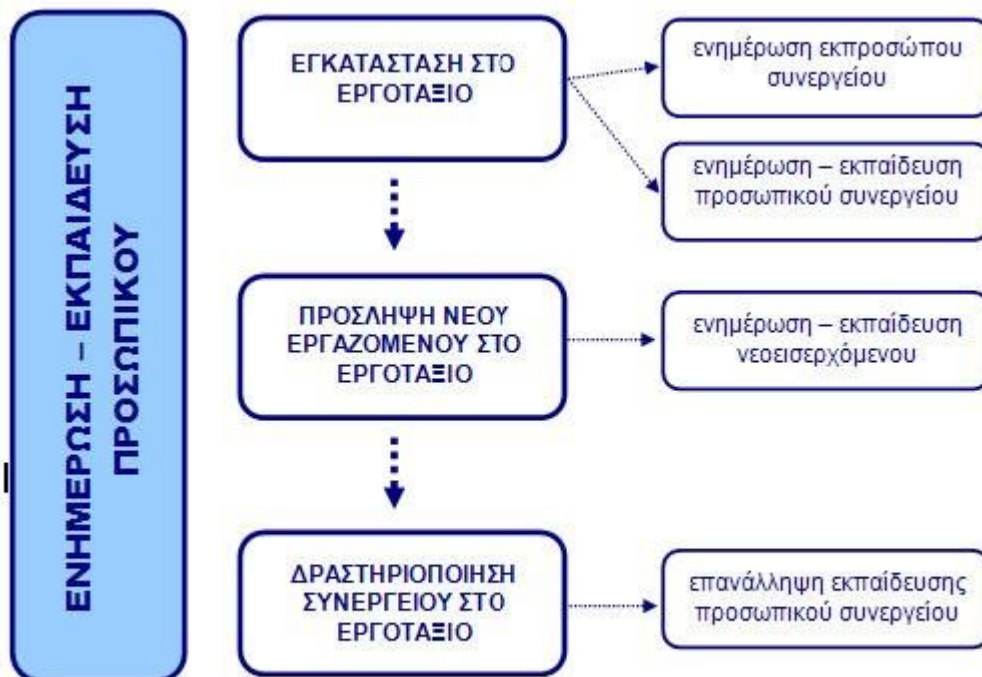 ΕΝΗΜΕΡΩΣΗ – ΕΚΠΑΙΔΕΥΣΗ
ΠΡΟΣΩΠΙΚΟΥ
ΕΓΚΑΤΑΣΤΑΣΗ ΣΤΟ
ΕΡΓΟΤΑΞΙΟ
ενημέρωση εκπροσώπου
συνεργείου
ενημέρωση – εκπαίδευση
προσωπικού συνεργείου
ΠΡΟΣΛΗΨΗ ΝΕΟΥ
ΕΡΓΑΖΟΜΕΝΟΥ ΣΤΟ
ΕΡΓΟΤΑΞΙΟ
ενημέρωση – εκπαίδευση
νεοεισερχόμενου
ΔΡΑΣΤΗΡΙΟΠΟΙΗΣΗ
ΣΥΝΕΡΓΕΙΟΥ ΣΤΟ
ΕΡΓΟΤΑΞΙΟ
επανάλληψη εκπαίδευσης
προσωπικού συνεργείου